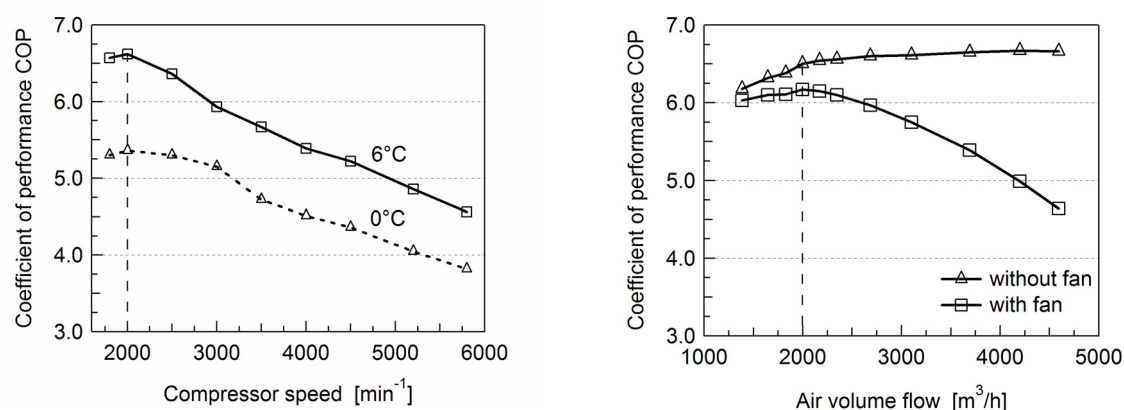 Coefficient of performance COP
7.0
6.0
5.0
4.0
3.0
6°C
0°C
2000 3000 4000 5000 6000
Compressor speed [min⁻¹]
Coefficient of performance COP
7.0
6.0
5.0
4.0
3.0
without fan
with fan
1000 2000 3000 4000 5000
Air volume flow [m³/h]